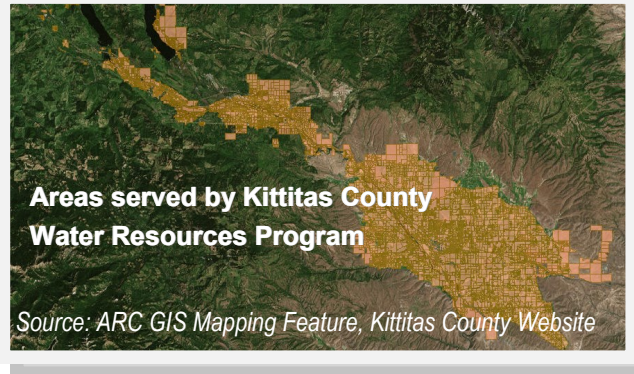 Areas served by Kittitas County
Water Resources Program
Source: ARC GIS Mapping Feature, Kittitas County Website